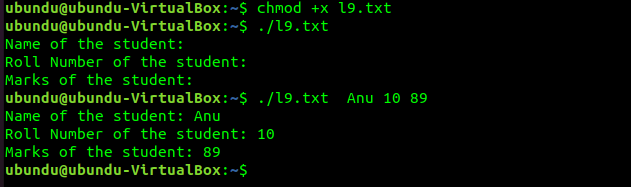 ubundu@ubundu-VirtualBox:~$ chmod +x l9.txt
ubundu@ubundu-VirtualBox:~$ ./l9.txt
Name of the student:
Roll Number of the student:
Marks of the student:
ubundu@ubundu-VirtualBox:~$ ./l9.txt  Anu 10 89
Name of the student: Anu
Roll Number of the student: 10
Marks of the student: 89
ubundu@ubundu-VirtualBox:~$